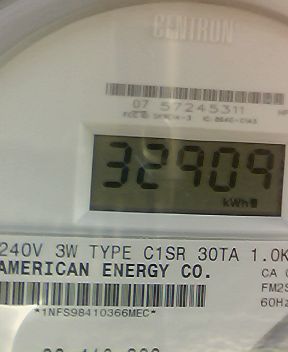 CENTRON
07 57245311
32909
kWh
240V 3W TYPE C1SR 30TA 1.0K
AMERICAN ENERGY CO.
CA
FM2S
60Hz
*1NFS98410366MEC*